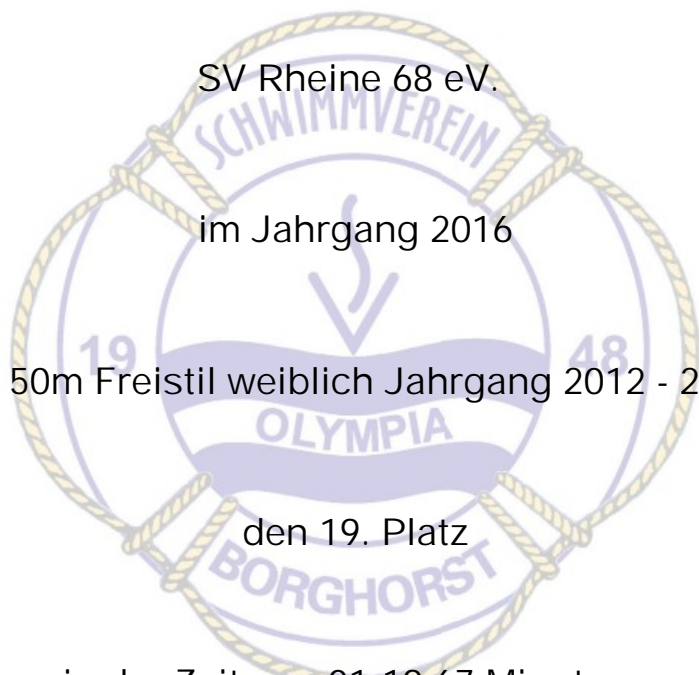 SV Rheine 68 eV.
SCHWIMMVEREIN
im Jahrgang 2016
19 48
50m Freistil weiblich Jahrgang 2012 - 2
OLYMPIA
den 19. Platz
BORGHORST